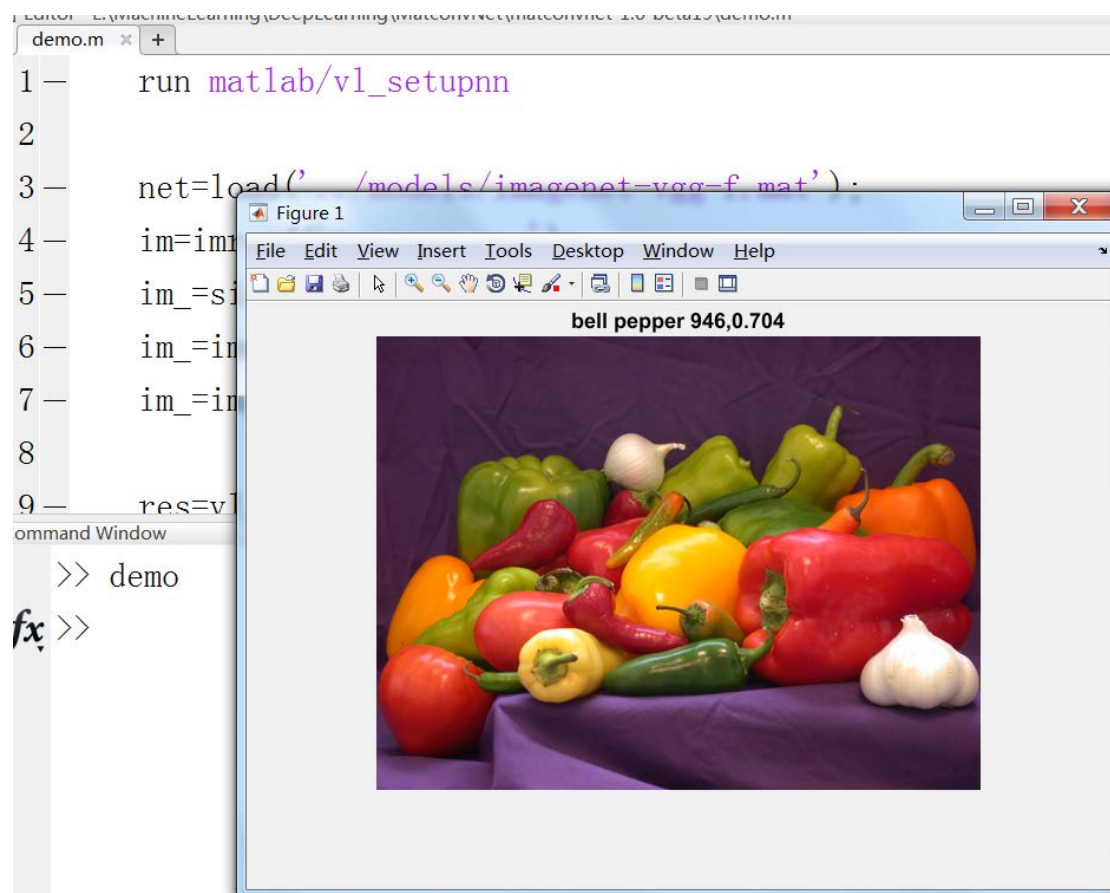 demo.m × +
1 — run matlab/vl_setupnn
2
3 — net=load('../models/imagenet-vgg-f.mat');
4 — im=imr
5 — im_=si
6 — im_=im
7 — im_=im
8
9 — res=vl
Figure 1
File Edit View Insert Tools Desktop Window Help
bell pepper 946,0.704
ommand Window
>> demo
fx >>